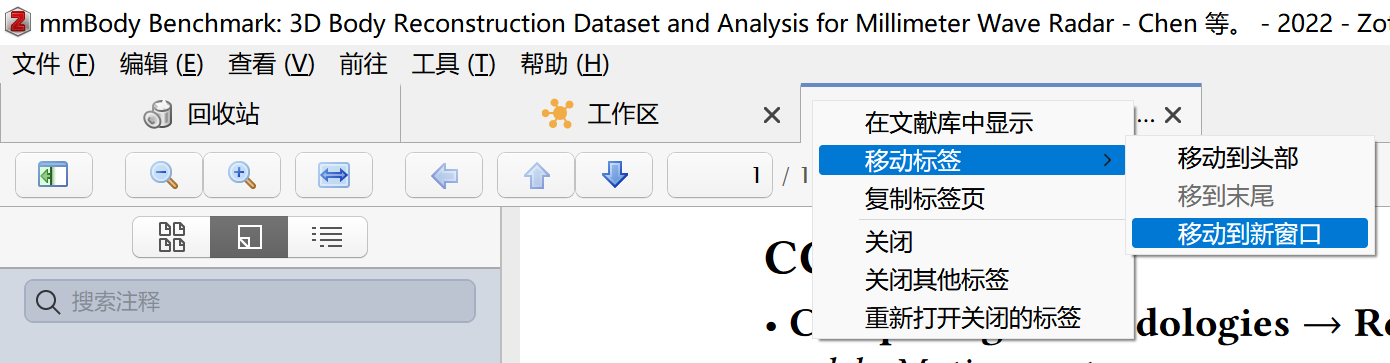 mmBody Benchmark: 3D Body Reconstruction Dataset and Analysis for Millimeter Wave Radar - Chen 等。 - 2022 - Zot
文件 (F) 编辑 (E) 查看 (V) 前往 工具 (T) 帮助 (H)
回收站 工作区 ...
在文献库中显示
移动标签
复制标签页
关闭
关闭其他标签
重新打开关闭的标签
移动到头部
移到末尾
移动到新窗口
1 / 1
搜索注释
CC
• C dologies → Re